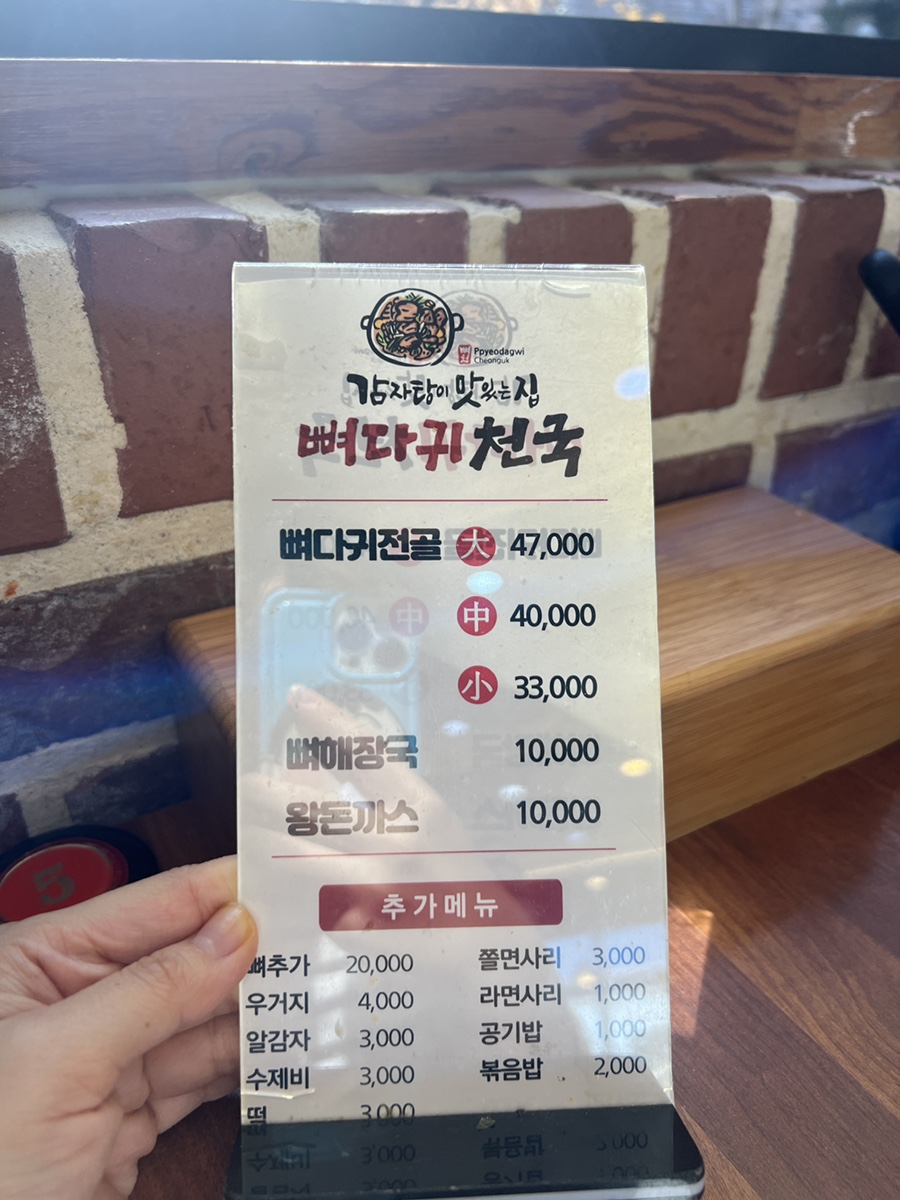 뼈천
Ppyeodagwi
Cheonguk
감자탕이 맛있는 집
뼈다귀 천국
뼈다귀전골 大 47,000
中 40,000
小 33,000
뼈해장국 10,000
왕돈까스 10,000
추가메뉴
뼈추가 20,000 쫄면사리 3,000
우거지 4,000 라면사리 1,000
알감자 3,000 공기밥 1,000
수제비 3,000 볶음밥 2,000
떡 3,000
5